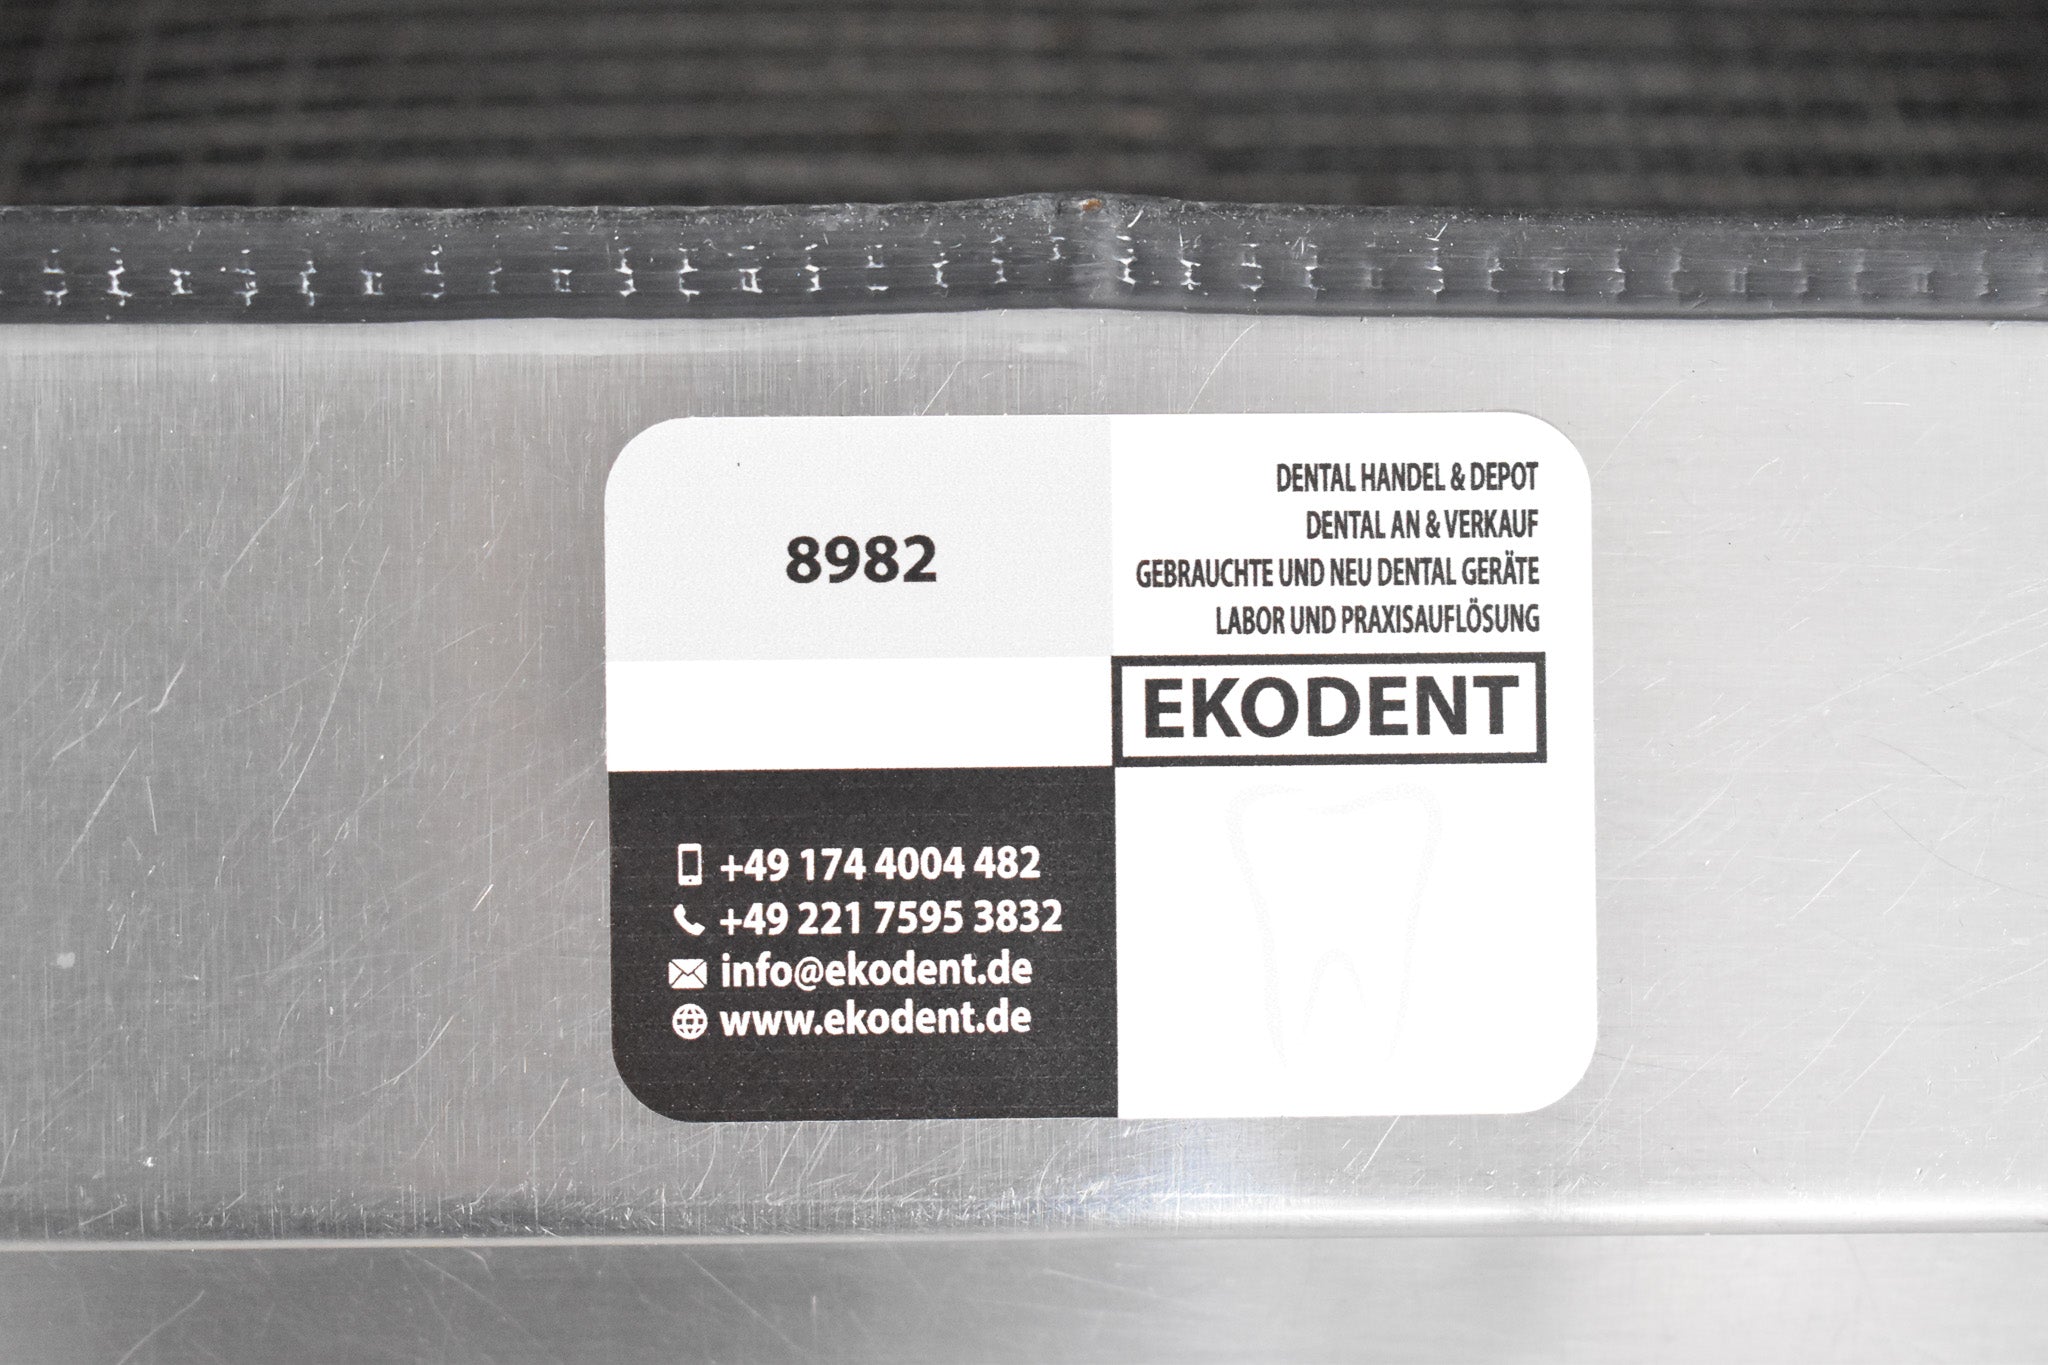 8982
DENTAL HANDEL & DEPOT
DENTAL AN & VERKAUF
GEBRAUCHTE UND NEU DENTAL GERÄTE
LABOR UND PRAXISAUFLÖSUNG
EKODENT
+49 174 4004 482
+49 221 7595 3832
info@ekodent.de
www.ekodent.de